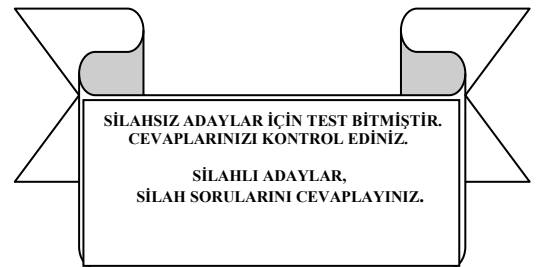 SİLAHSIZ ADAYLAR İÇİN TEST BİTMİŞTİR.
CEVAPLARINIZI KONTROL EDİNİZ.
SİLAHLI ADAYLAR,
SİLAH SORULARINI CEVAPLAYINIZ.